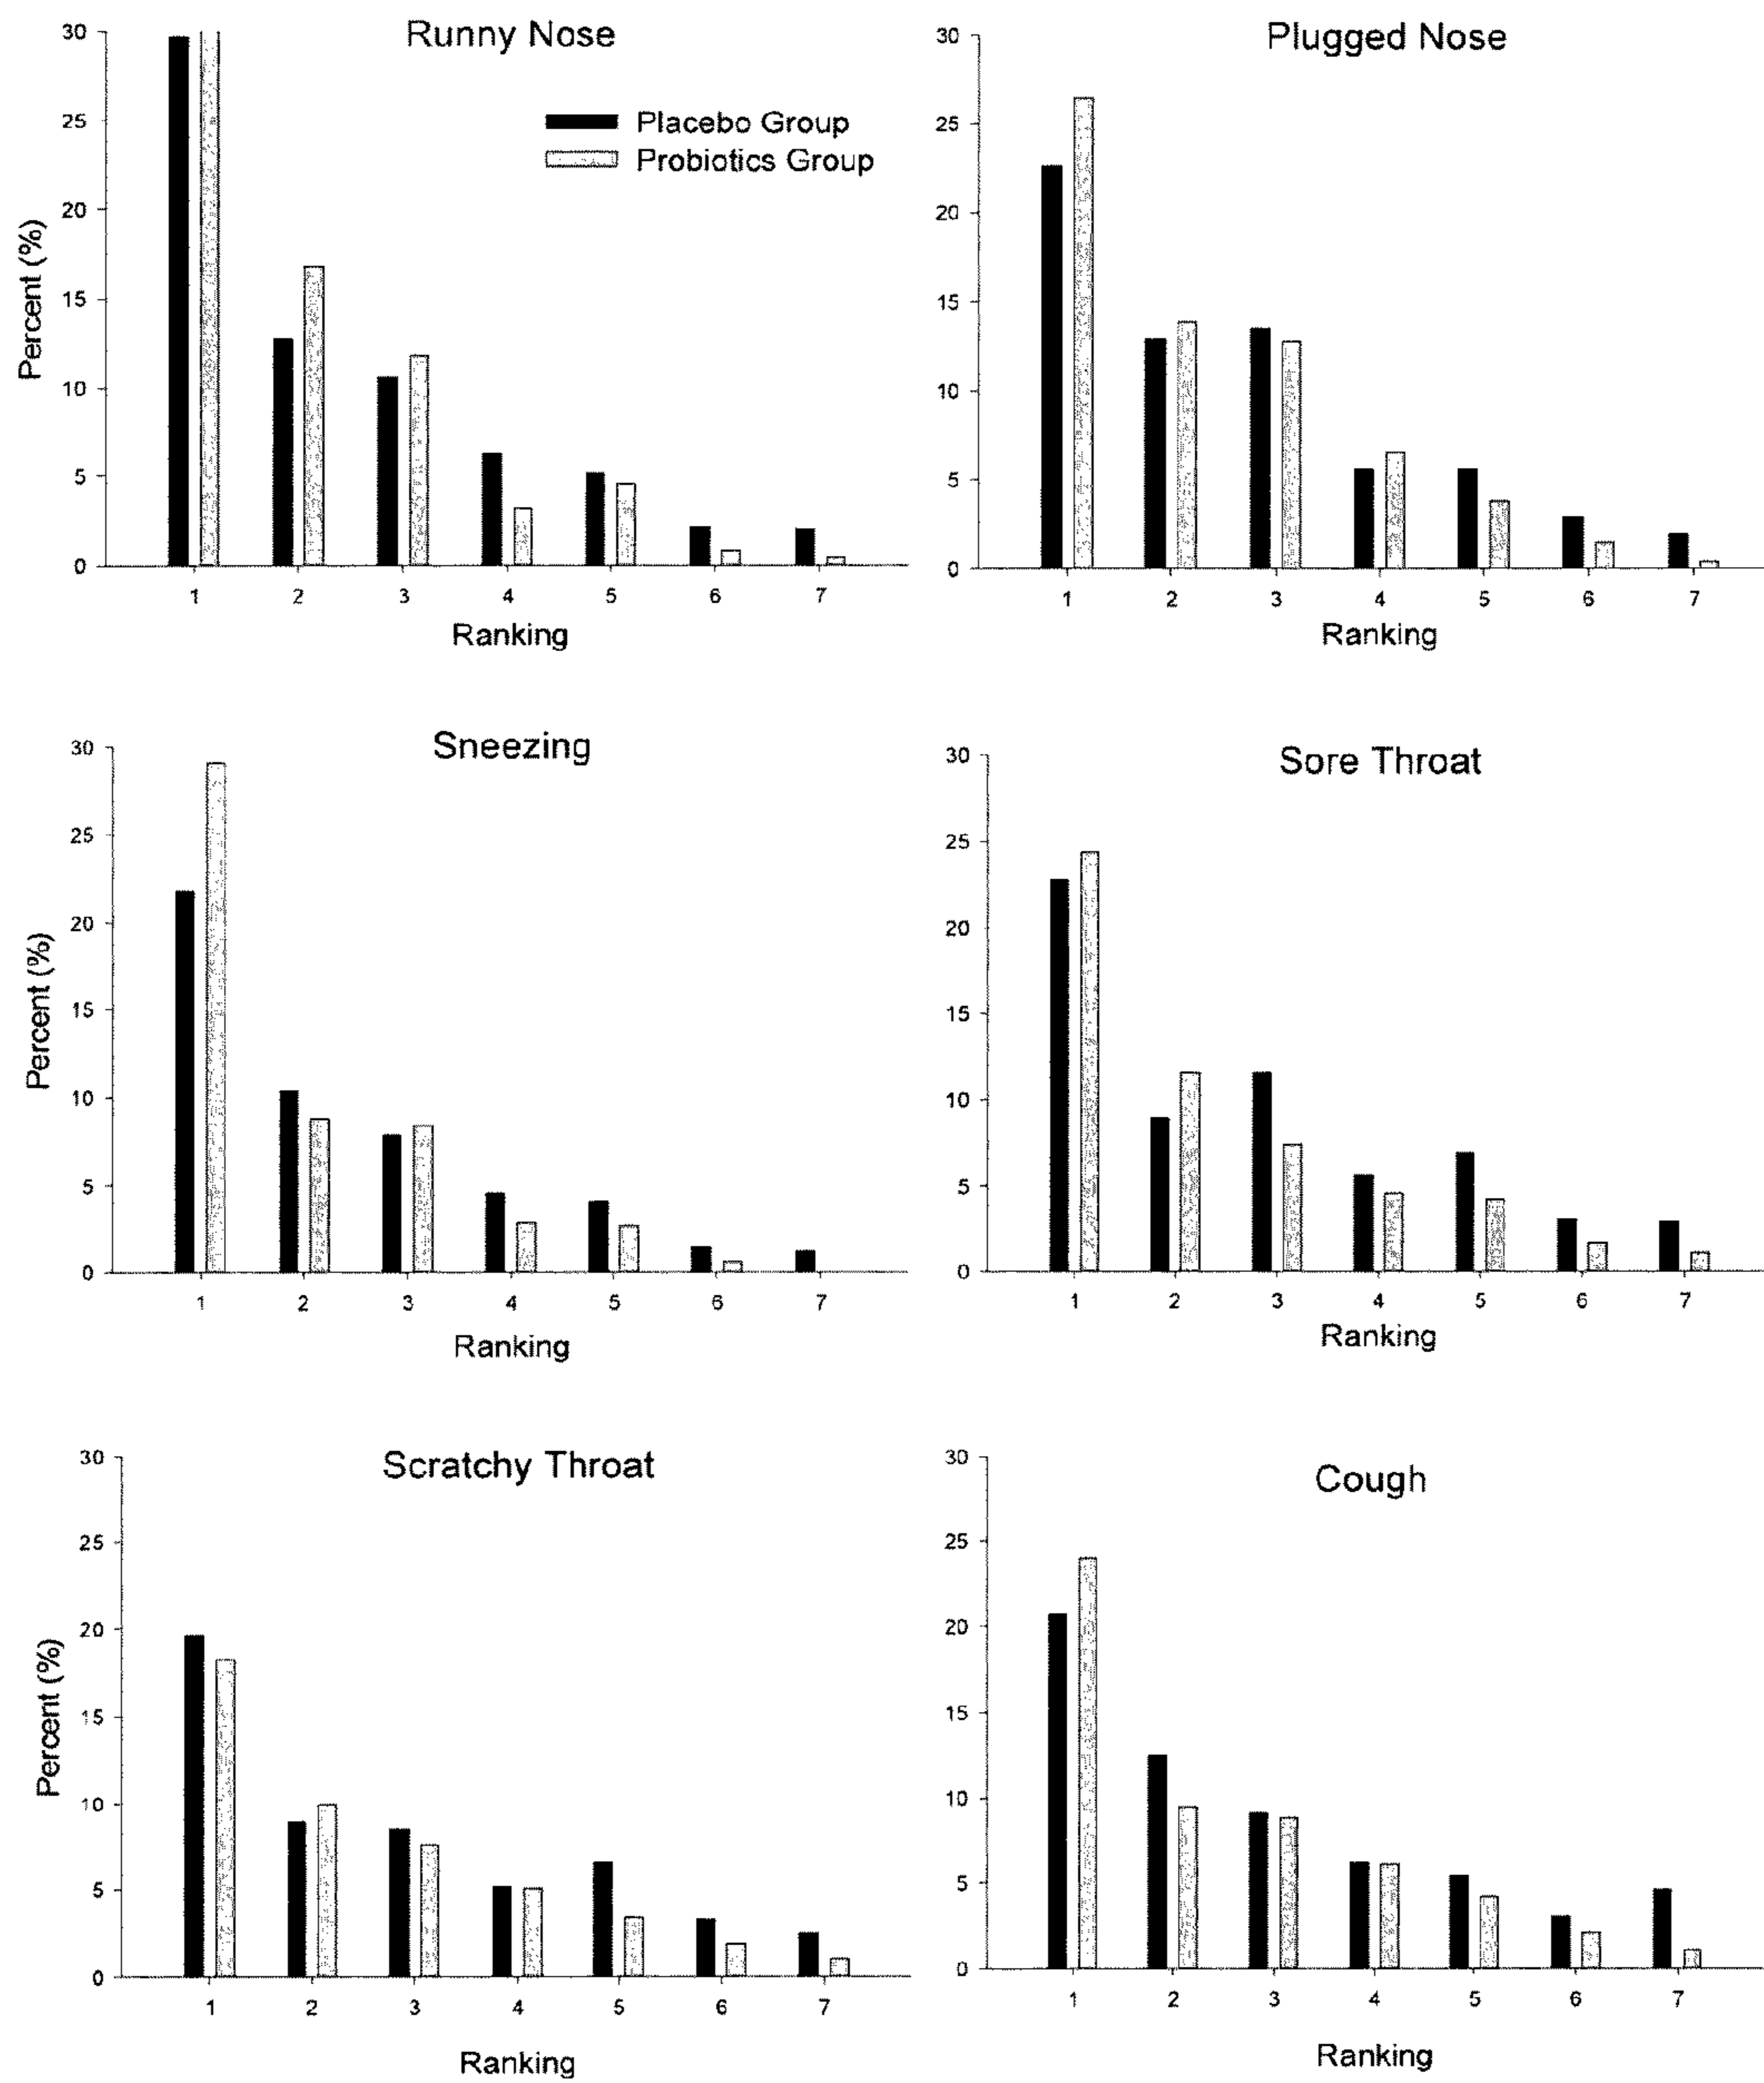 Runny Nose
Placebo Group
Probiotics Group
Percent (%)
30
25
20
15
10
5
0
1 2 3 4 5 6 7
Ranking
Plugged Nose
30
25
20
15
10
5
0
1 2 3 4 5 6 7
Ranking
Sneezing
Percent (%)
30
25
20
15
10
5
0
1 2 3 4 5 6 7
Ranking
Sore Throat
30
25
20
15
10
5
0
1 2 3 4 5 6 7
Ranking
Scratchy Throat
Percent (%)
30
25
20
15
10
5
0
1 2 3 4 5 6 7
Ranking
Cough
30
25
20
15
10
5
0
1 2 3 4 5 6 7
Ranking